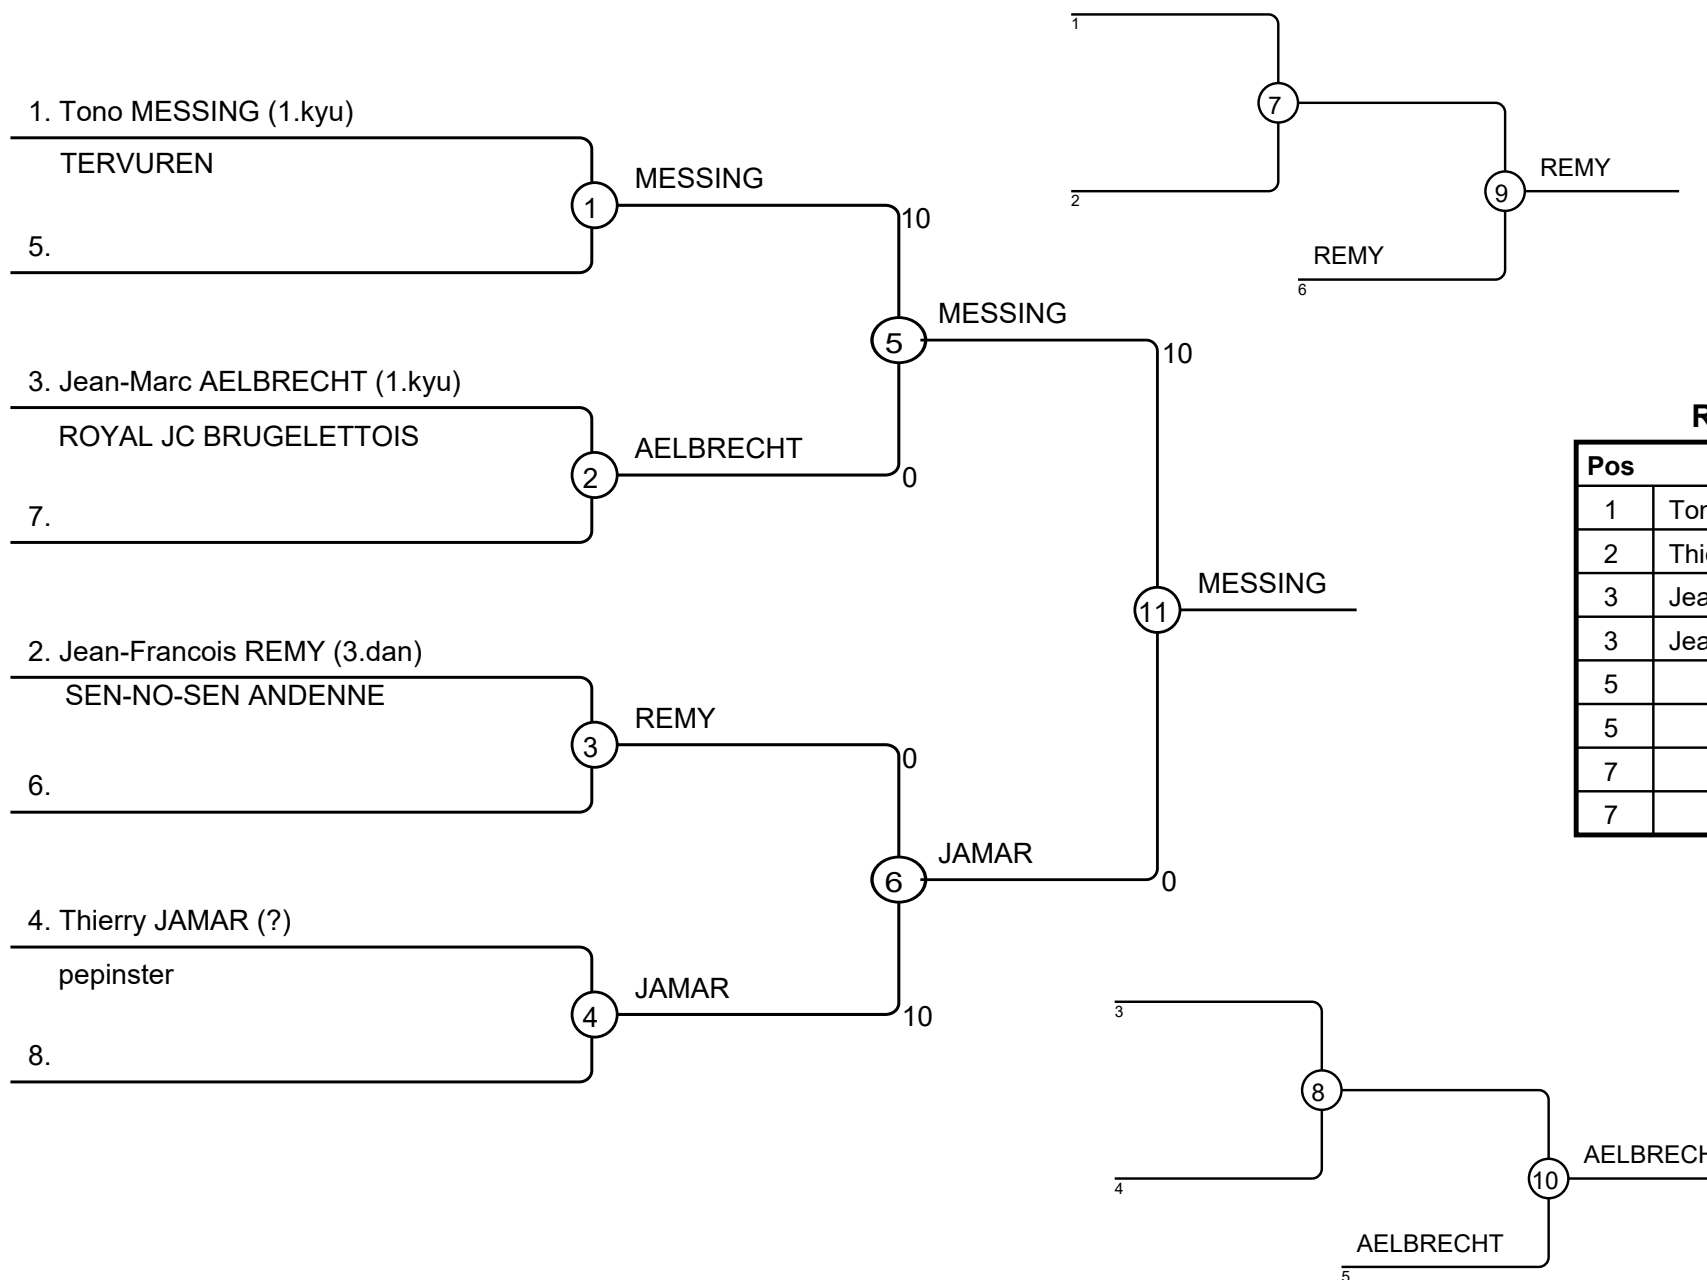 1
7
2
REMY
9
REMY
6
1. Tono MESSING (1.kyu)
TERVUREN
1
MESSING
10
5.
5
MESSING
10
3. Jean-Marc AELBRECHT (1.kyu)
ROYAL JC BRUGELETTOIS
2
AELBRECHT
0
7.
11
MESSING
2. Jean-Francois REMY (3.dan)
SEN-NO-SEN ANDENNE
3
REMY
0
6.
6
JAMAR
0
4. Thierry JAMAR (?)
pepinster
4
JAMAR
10
8.
Pos
1
2
3
3
5
5
7
7
3
8
4
10
AELBRECHT
5